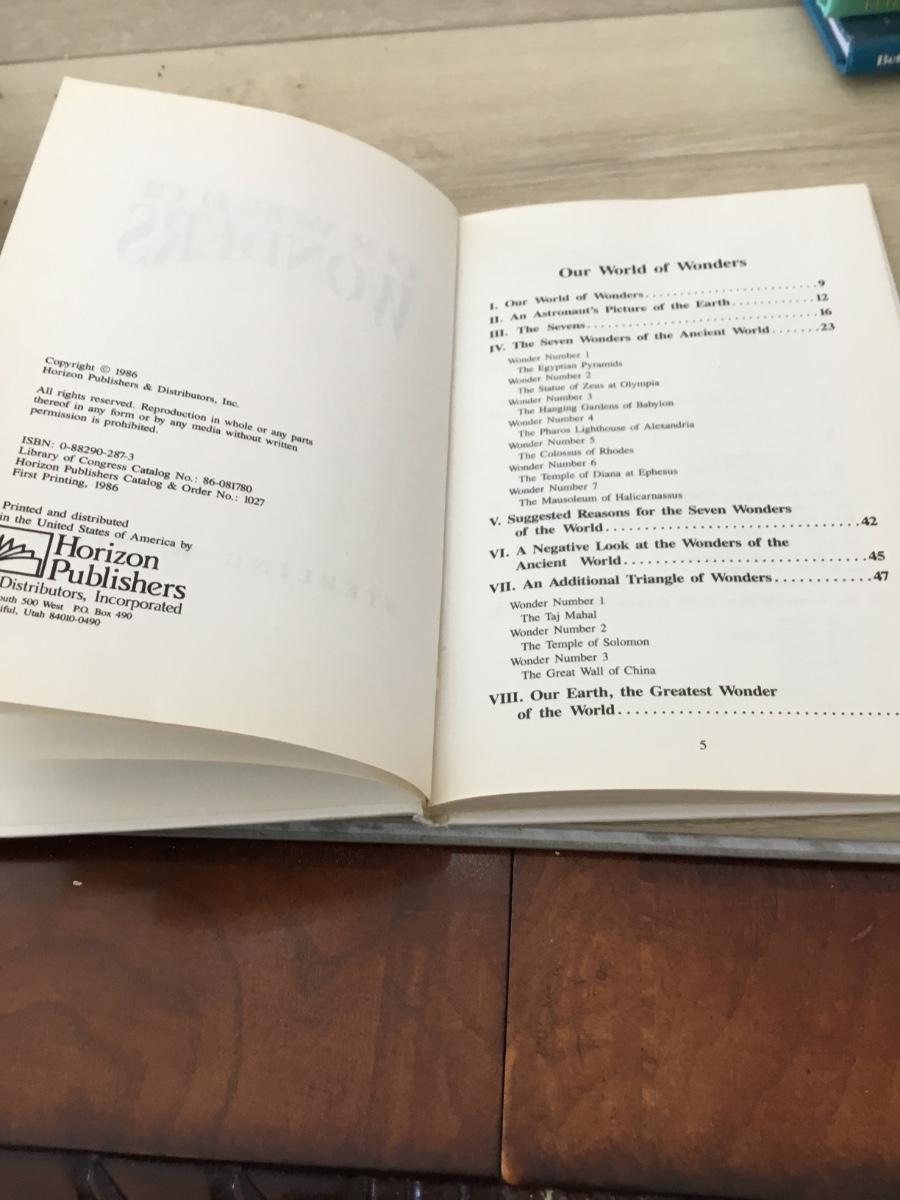 Copyright © 1986
Horizon Publishers & Distributors, Inc.
All rights reserved. Reproduction in whole or any parts
thereof in any form or by any media without written
permission is prohibited.
ISBN: 0-88290-287-3
Library of Congress Catalog No.: 86-081780
Horizon Publishers Catalog & Order No.: 1027
First Printing, 1986
Printed and distributed
in the United States of America by
Horizon
Publishers
Distributors, Incorporated
500 West P.O. Box 490
Utah 84010-0490
Our World of Wonders
I. Our World of Wonders........................9
II. An Astronaut's Picture of the Earth............12
III. The Sevens..................................16
IV. The Seven Wonders of the Ancient World.......23
Wonder Number 1
The Egyptian Pyramids
Wonder Number 2
The Statue of Zeus at Olympia
Wonder Number 3
The Hanging Gardens of Babylon
Wonder Number 4
The Pharos Lighthouse of Alexandria
Wonder Number 5
The Colossus of Rhodes
Wonder Number 6
The Temple of Diana at Ephesus
Wonder Number 7
The Mausoleum of Halicarnassus
V. Suggested Reasons for the Seven Wonders
of the World................................42
VI. A Negative Look at the Wonders of the
Ancient World...............................45
VII. An Additional Triangle of Wonders............47
Wonder Number 1
The Taj Mahal
Wonder Number 2
The Temple of Solomon
Wonder Number 3
The Great Wall of China
VIII. Our Earth, the Greatest Wonder
of the World..................................
5